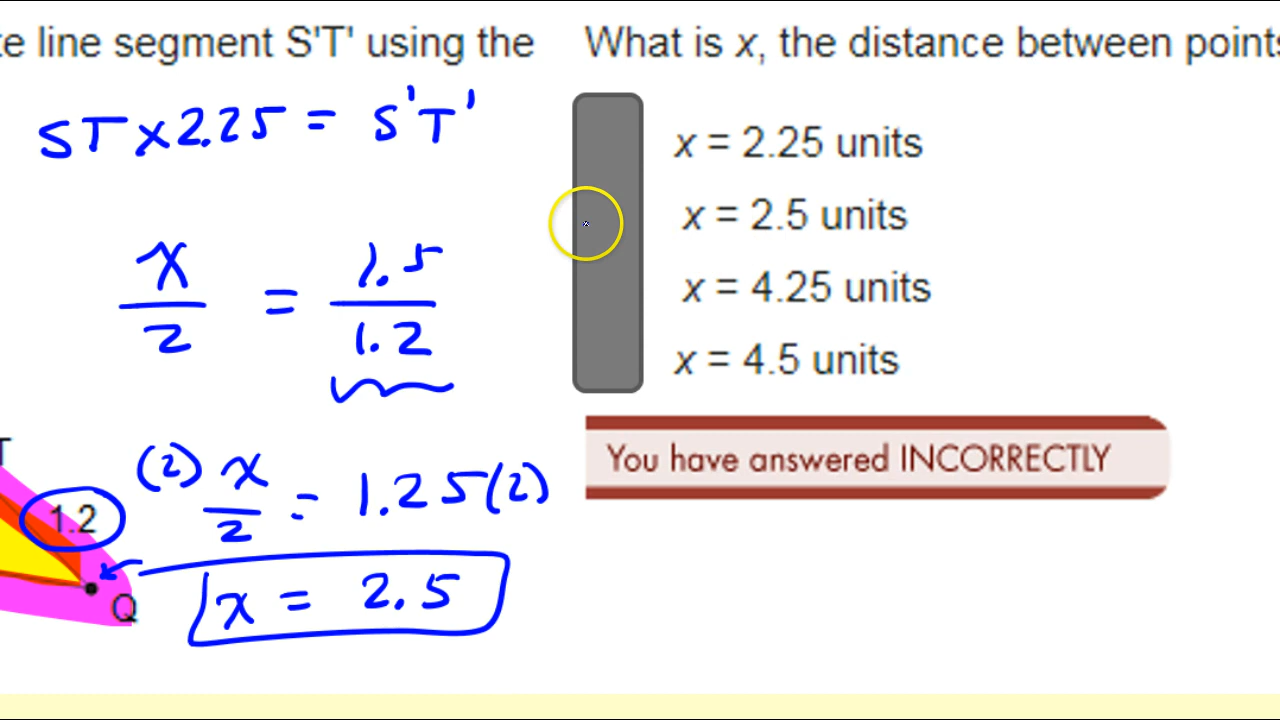 te line segment S'T' using the
ST x 2.25 = S'T'
x/2 = 1.5/1.2
T
1.2
Q
(2) x/2 = 1.25(2)
x = 2.5
What is x, the distance between points
x = 2.25 units
x = 2.5 units
x = 4.25 units
x = 4.5 units
You have answered INCORRECTLY